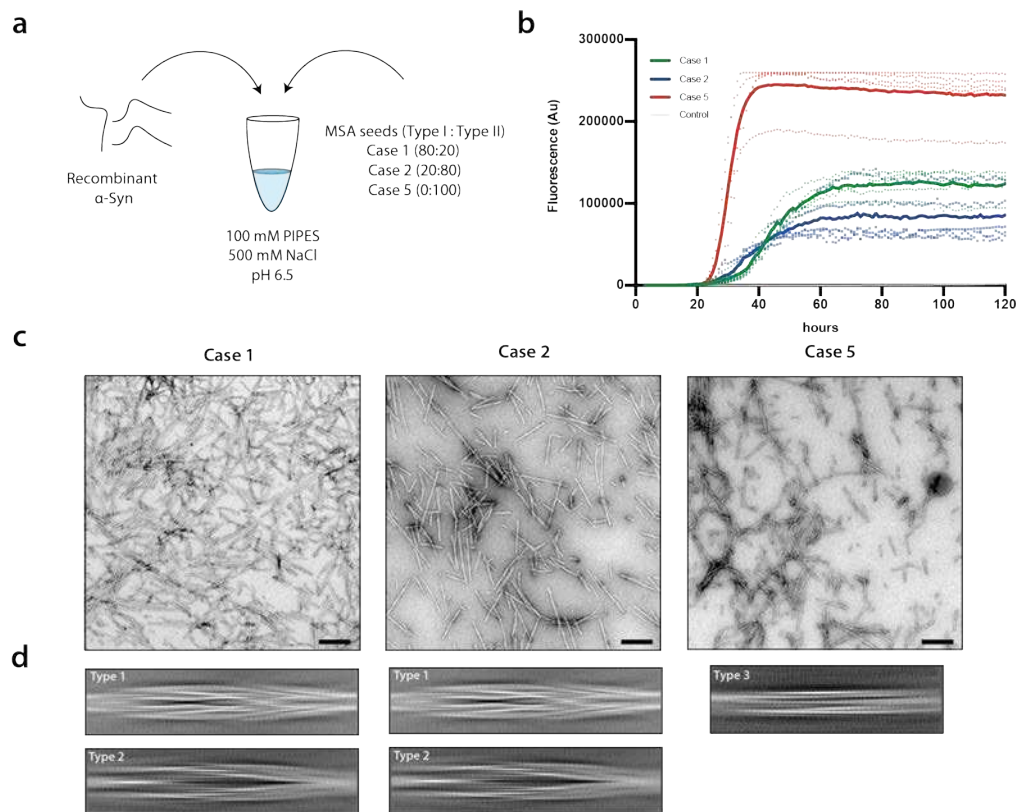 a
Recombinant
α-Syn
MSA seeds (Type I : Type II)
Case 1 (80:20)
Case 2 (20:80)
Case 5 (0:100)
100 mM PIPES
500 mM NaCl
pH 6.5
b
300000
200000
100000
0
Fluorescence (Au)
Case 1
Case 2
Case 5
Control
0 20 40 60 80 100 120
hours
c
Case 1 Case 2 Case 5
d
Type 1 Type 1 Type 3
Type 2 Type 2